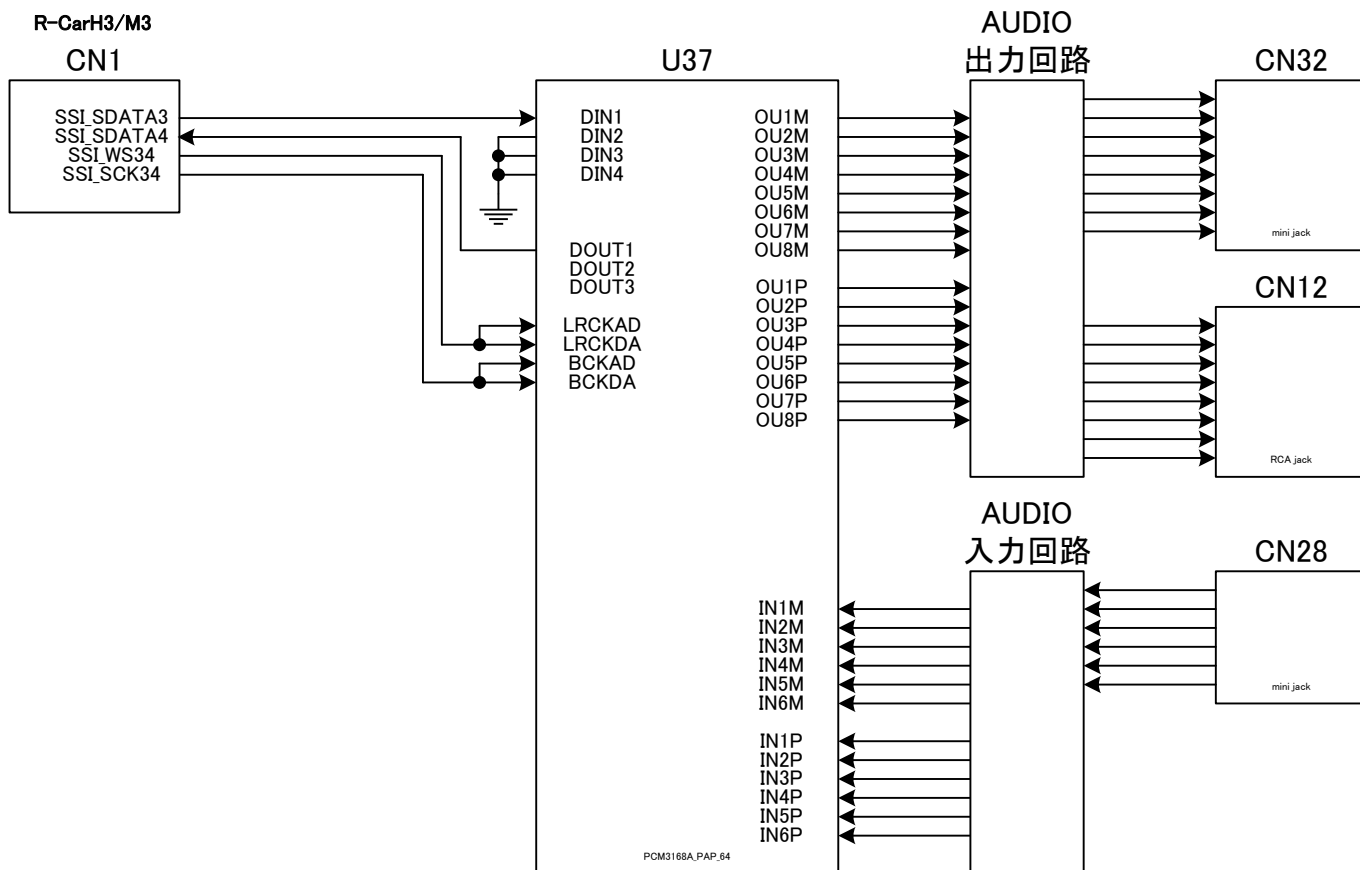 R-CarH3/M3
CN1
SSI_SDATA3
SSI_SDATA4
SSI_WS34
SSI_SCK34
U37
DIN1
DIN2
DIN3
DIN4
DOUT1
DOUT2
DOUT3
LRCKAD
LRCKDA
BCKAD
BCKDA
OU1M
OU2M
OU3M
OU4M
OU5M
OU6M
OU7M
OU8M
OU1P
OU2P
OU3P
OU4P
OU5P
OU6P
OU7P
OU8P
IN1M
IN2M
IN3M
IN4M
IN5M
IN6M
IN1P
IN2P
IN3P
IN4P
IN5P
IN6P
PCM3168A_PAP_64
AUDIO
出力回路
CN32
mini jack
CN12
RCA jack
AUDIO
入力回路
CN28
mini jack